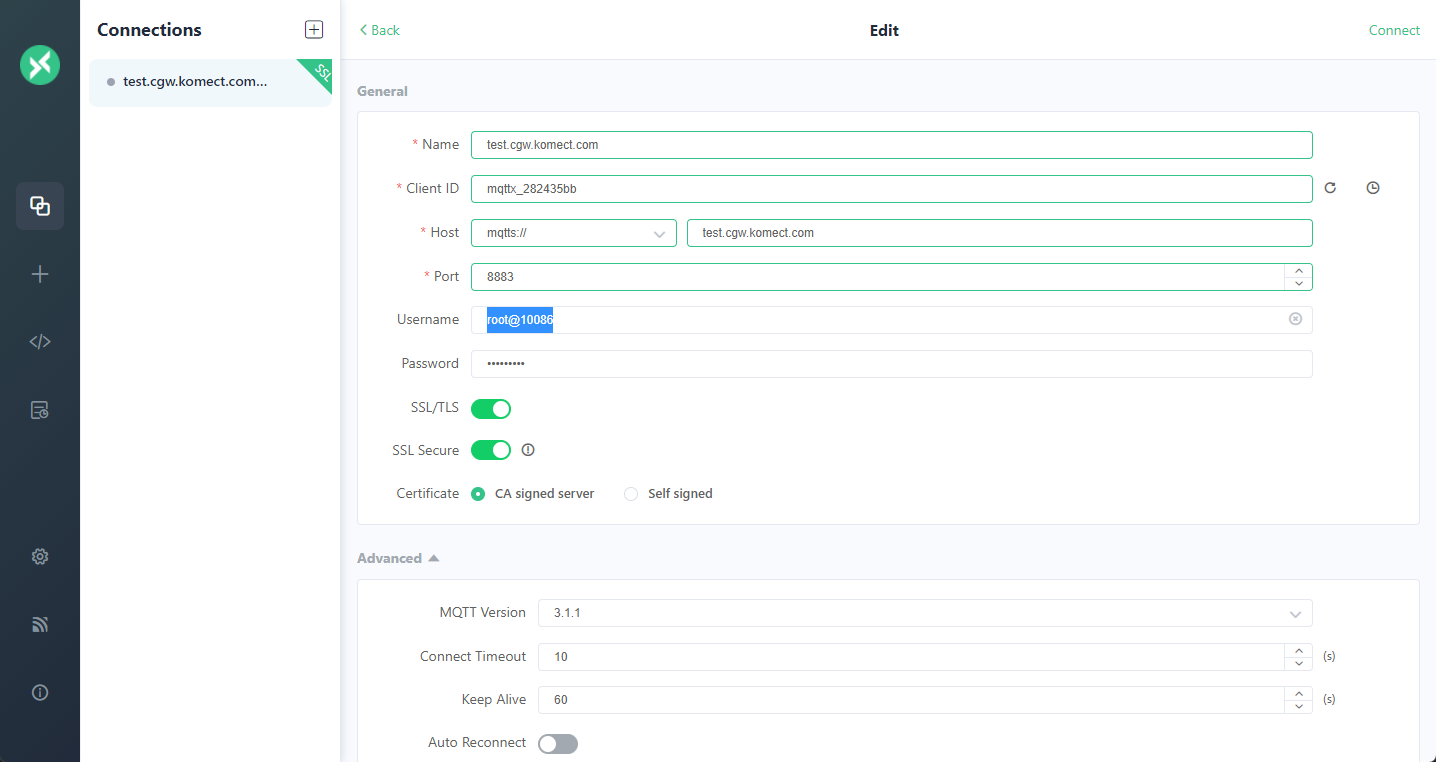 Connections
test.cgw.komect.com...
SSL
Back
Edit
Connect
General
* Name
test.cgw.komect.com
* Client ID
mqttx_282435bb
* Host
mqtts://
test.cgw.komect.com
* Port
8883
Username
root@10086
Password
•••••••••
SSL/TLS
SSL Secure
Certificate
CA signed server
Self signed
Advanced
MQTT Version
3.1.1
Connect Timeout
10
(s)
Keep Alive
60
(s)
Auto Reconnect